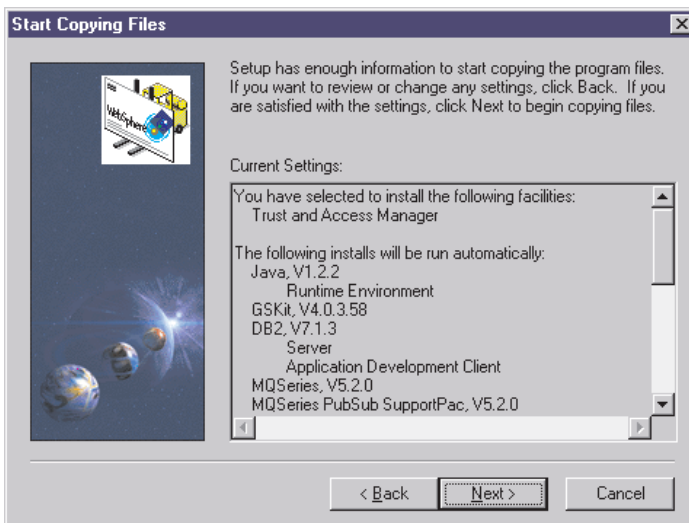 Start Copying Files
WebSphere
Setup has enough information to start copying the program files.
If you want to review or change any settings, click Back. If you
are satisfied with the settings, click Next to begin copying files.
Current Settings:
You have selected to install the following facilities:
Trust and Access Manager
The following installs will be run automatically:
Java, V1.2.2
Runtime Environment
GSKit, V4.0.3.58
DB2, V7.1.3
Server
Application Development Client
MQSeries, V5.2.0
MQSeries PubSub SupportPac, V5.2.0
< Back
Next >
Cancel